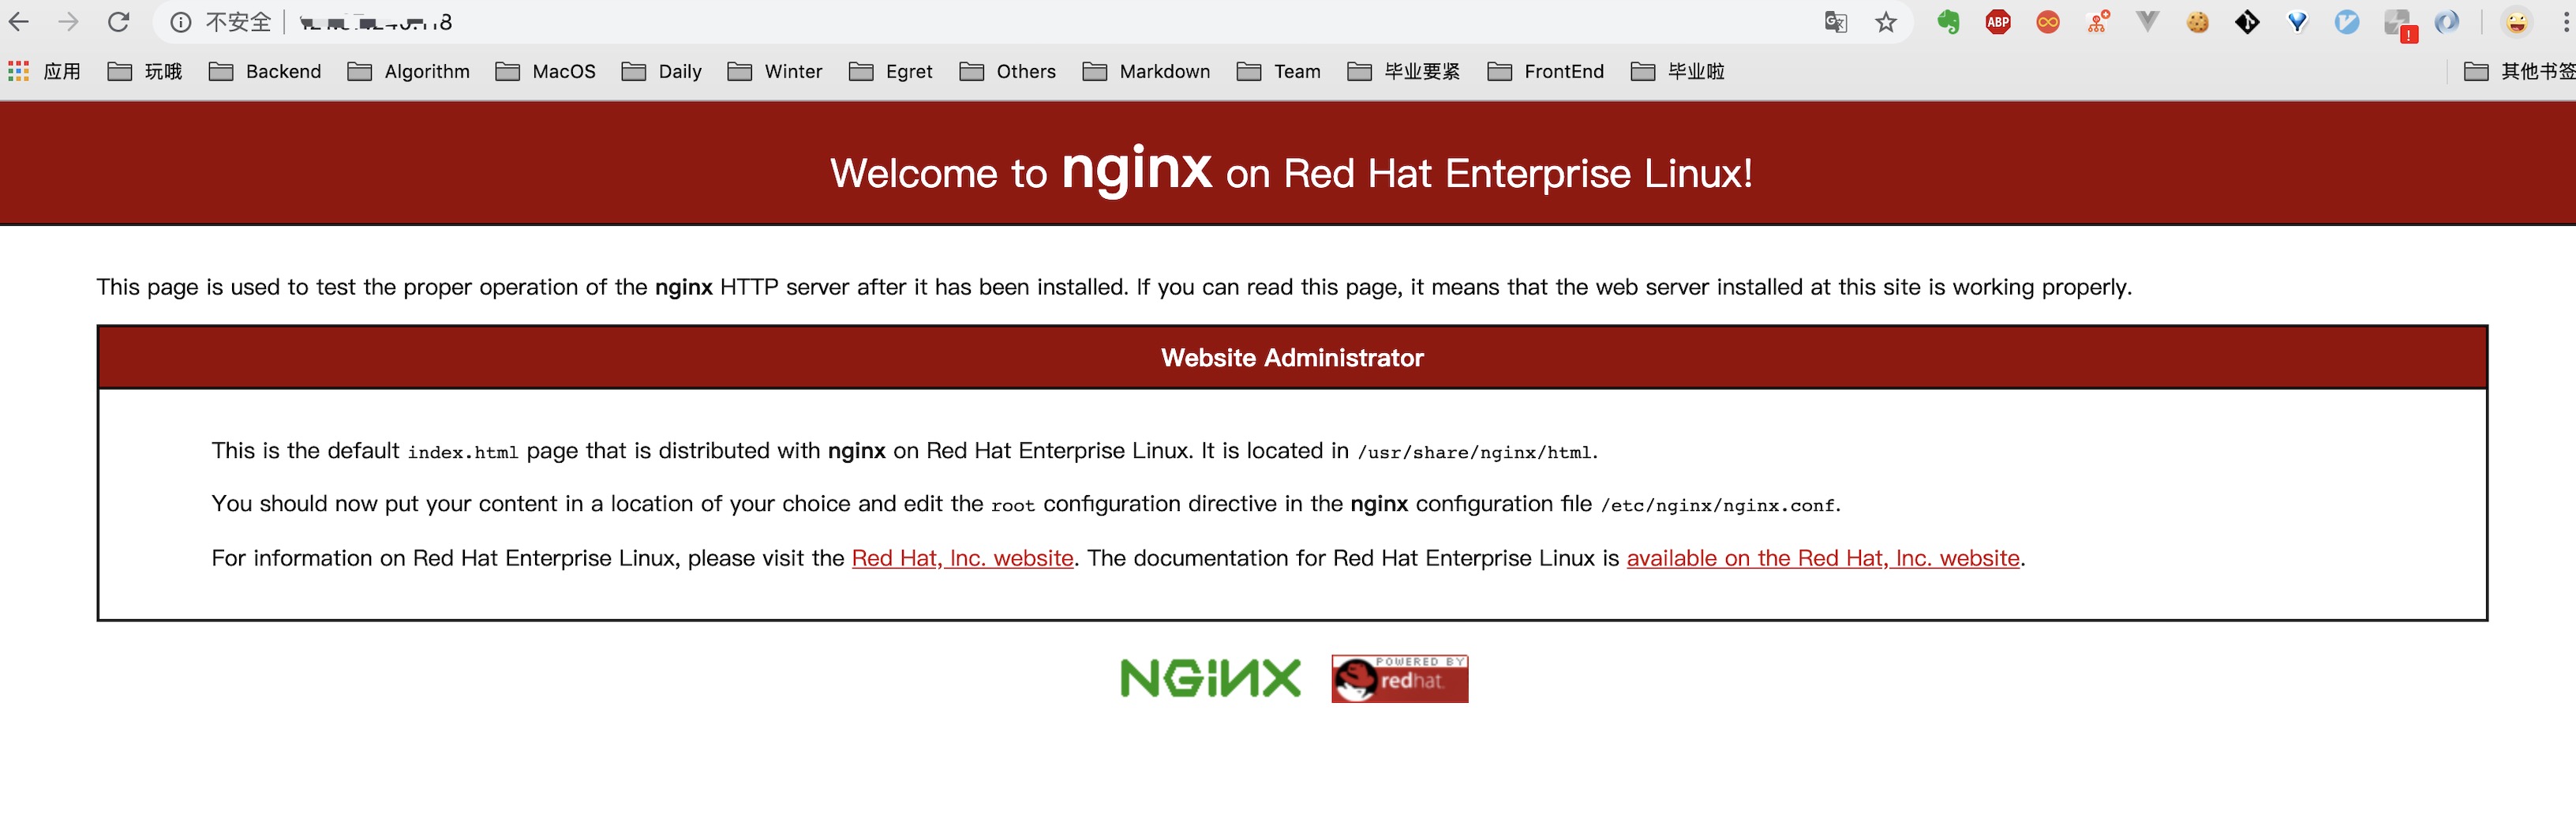 不安全
应用 玩哦 Backend Algorithm MacOS Daily Winter Egret Others Markdown Team 毕业要紧 FrontEnd 毕业啦 其他书签
Welcome to nginx on Red Hat Enterprise Linux!
This page is used to test the proper operation of the nginx HTTP server after it has been installed. If you can read this page, it means that the web server installed at this site is working properly.
Website Administrator
This is the default index.html page that is distributed with nginx on Red Hat Enterprise Linux. It is located in /usr/share/nginx/html.
You should now put your content in a location of your choice and edit the root configuration directive in the nginx configuration file /etc/nginx/nginx.conf.
For information on Red Hat Enterprise Linux, please visit the Red Hat, Inc. website. The documentation for Red Hat Enterprise Linux is available on the Red Hat, Inc. website.
NGINX POWERED BY redhat.